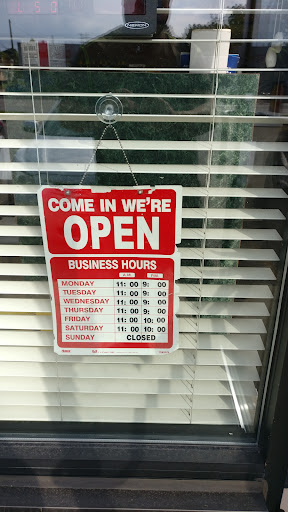 COME IN WE'RE
OPEN
BUSINESS HOURS
MONDAY 11:00 9:00
TUESDAY 11:00 9:00
WEDNESDAY 11:00 9:00
THURSDAY 11:00 9:00
FRIDAY 11:00 10:00
SATURDAY 11:00 10:00
SUNDAY CLOSED